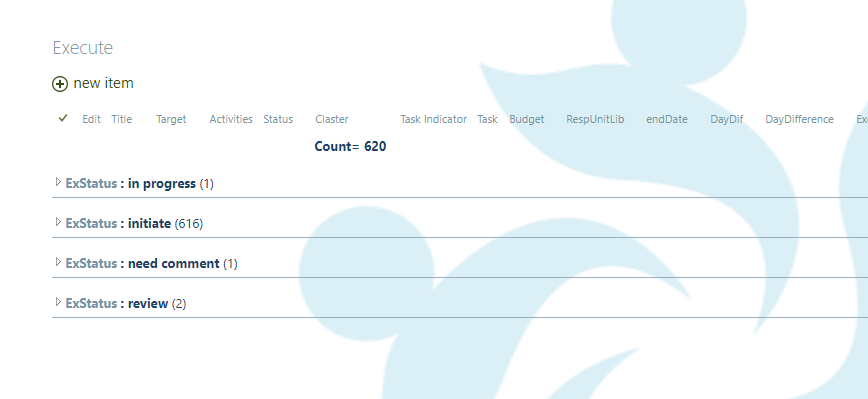 Execute
new item
Edit Title Target Activities Status Claster Task Indicator Task Budget RespUnitLib endDate DayDif DayDifference Ex
Count= 620
ExStatus : in progress (1)
ExStatus : initiate (616)
ExStatus : need comment (1)
ExStatus : review (2)